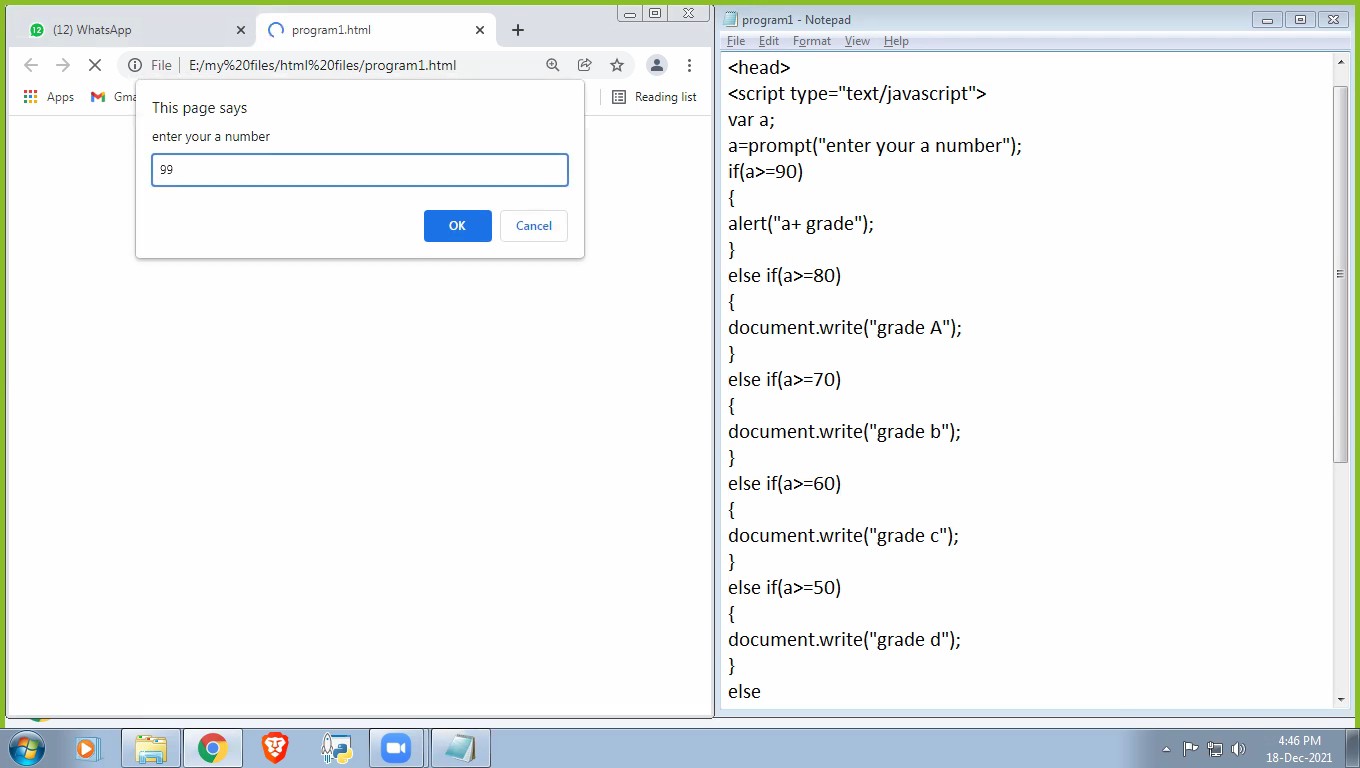 (12) WhatsApp
program1.html
File
E:/my%20files/html%20files/program1.html
Apps
Gma
Reading list
This page says
enter your a number
99
OK
Cancel
program1 - Notepad
File Edit Format View Help
<head>
<script type="text/javascript">
var a;
a=prompt("enter your a number");
if(a>=90)
{
alert("a+ grade");
}
else if(a>=80)
{
document.write("grade A");
}
else if(a>=70)
{
document.write("grade b");
}
else if(a>=60)
{
document.write("grade c");
}
else if(a>=50)
{
document.write("grade d");
}
else
4:46 PM
18-Dec-2021